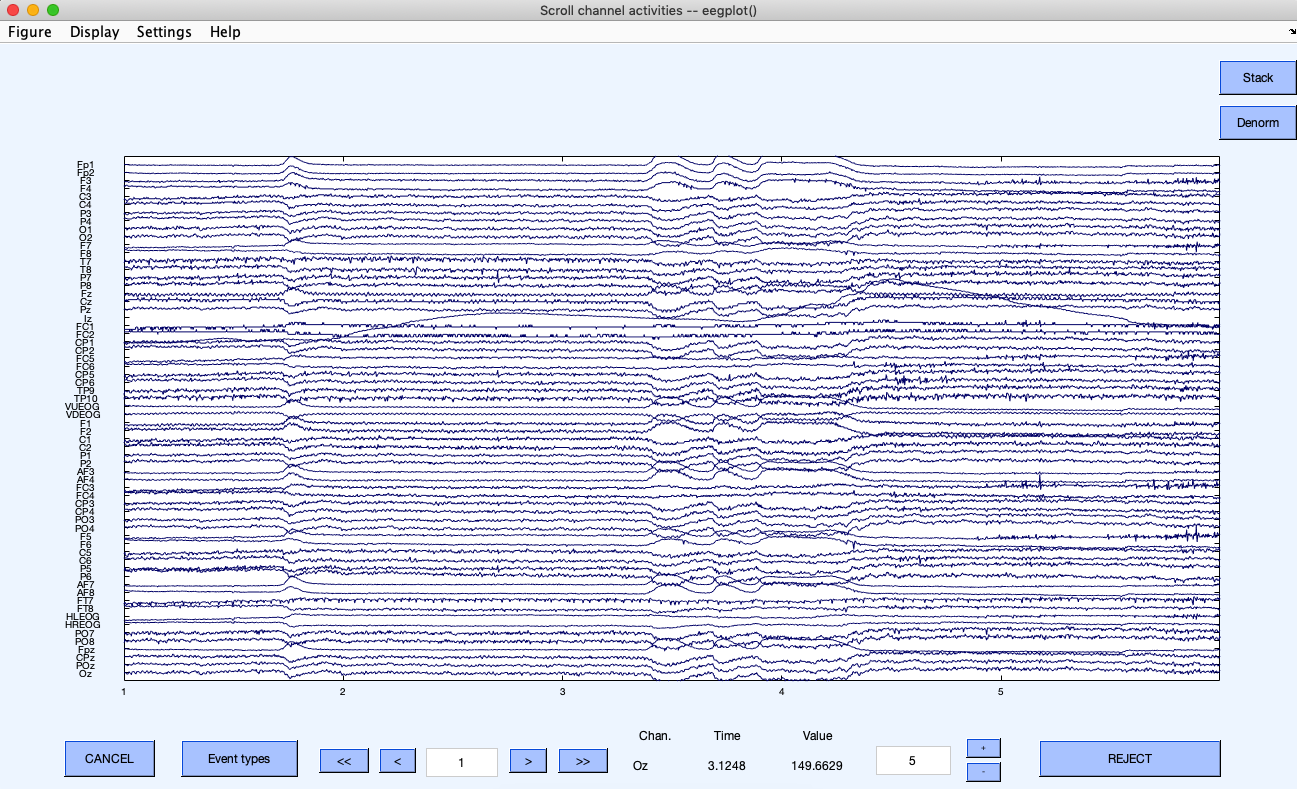 Scroll channel activities -- eegplot()
Figure Display Settings Help
Stack
Denorm
Fp1
Fp2
F3
F4
C3
C4
P3
P4
O1
O2
F7
F8
T7
T8
P7
P8
Fz
Cz
Pz
Iz
FC1
FC2
CP1
CP2
FC5
FC6
CP5
CP6
TP9
TP10
VUEOG
VDEOG
F1
F2
C1
C2
P1
P2
AF3
AF4
FC3
FC4
CP3
CP4
PO3
PO4
F5
F6
C5
C6
P5
P6
AF7
AF8
FT7
FT8
HLEOG
HREOG
PO7
PO8
Fpz
CPz
POz
Oz
1 2 3 4 5
Chan. Time Value
CANCEL Event types << < 1 > >> Oz 3.1248 149.6629 5 + - REJECT